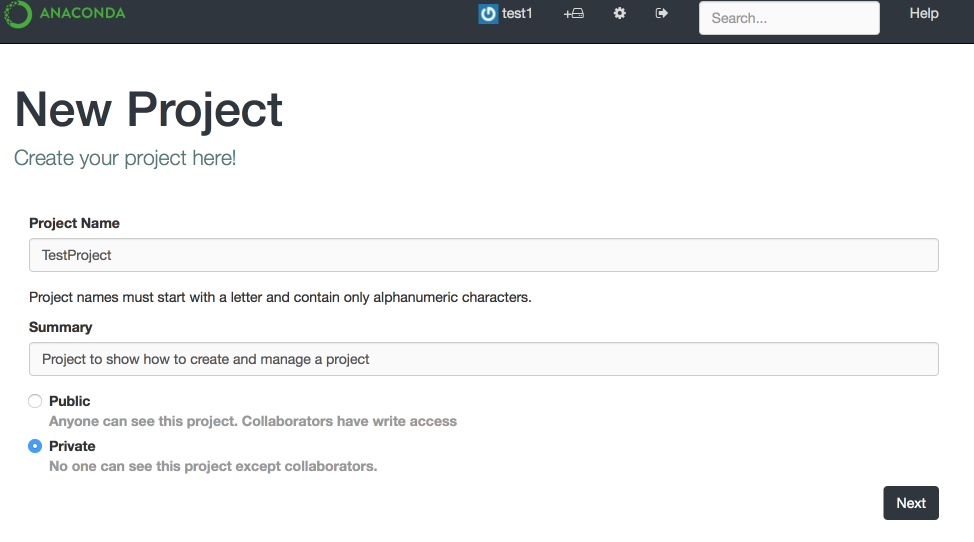 ANACONDA
test1
Search...
Help
New Project
Create your project here!
Project Name
TestProject
Project names must start with a letter and contain only alphanumeric characters.
Summary
Project to show how to create and manage a project
Public
Anyone can see this project. Collaborators have write access
Private
No one can see this project except collaborators.
Next